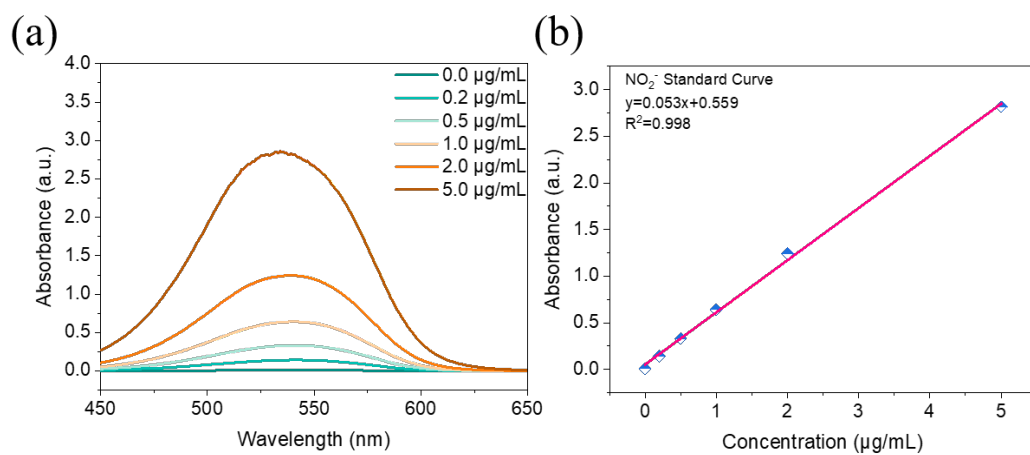 (a)
Absorbance (a.u.)
4.0
3.5
3.0
2.5
2.0
1.5
1.0
0.5
0.0
450
500
550
600
650
Wavelength (nm)
0.0 µg/mL
0.2 µg/mL
0.5 µg/mL
1.0 µg/mL
2.0 µg/mL
5.0 µg/mL
(b)
Absorbance (a.u.)
3.0
2.5
2.0
1.5
1.0
0.5
0.0
0
1
2
3
4
5
Concentration (µg/mL)
NO₂⁻ Standard Curve
y=0.053x+0.559
R²=0.998